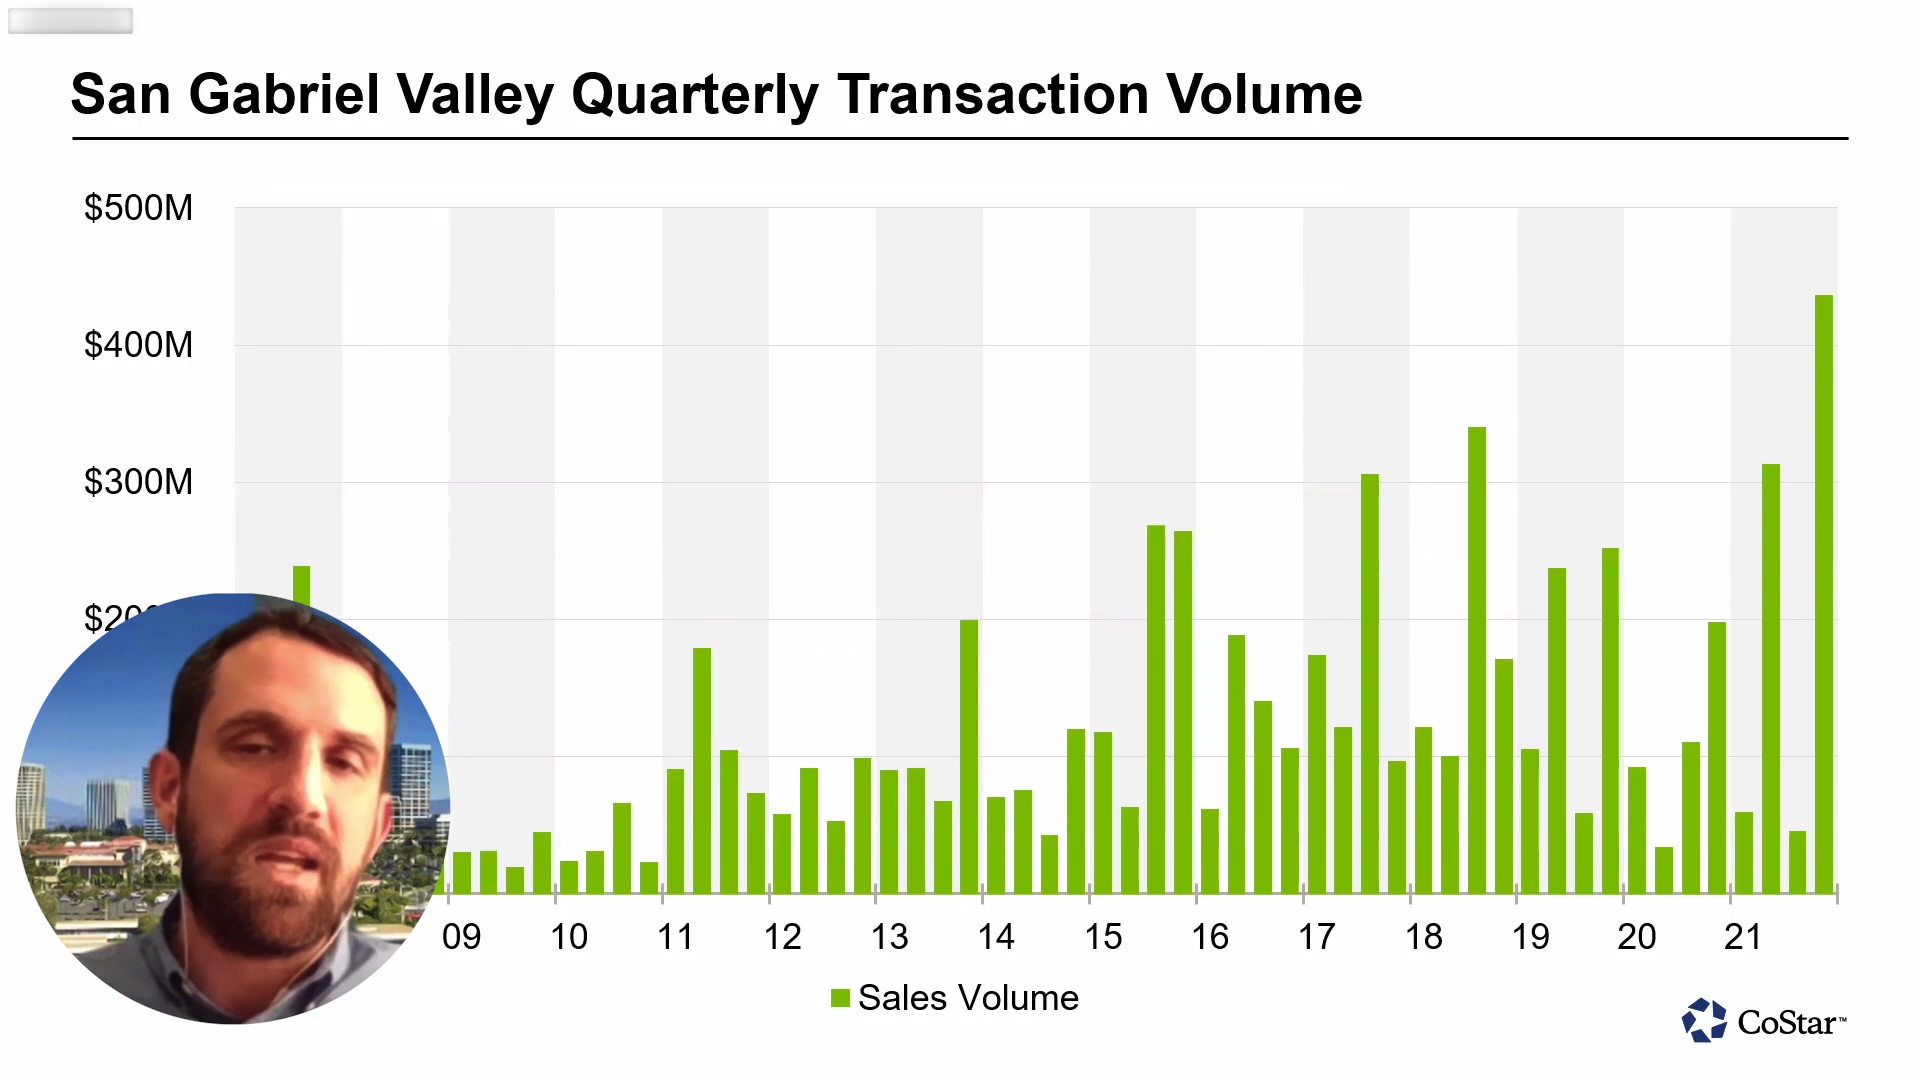 San Gabriel Valley Quarterly Transaction Volume
$500M
$400M
$300M
09 10 11 12 13 14 15 16 17 18 19 20 21
Sales Volume
CoStar™